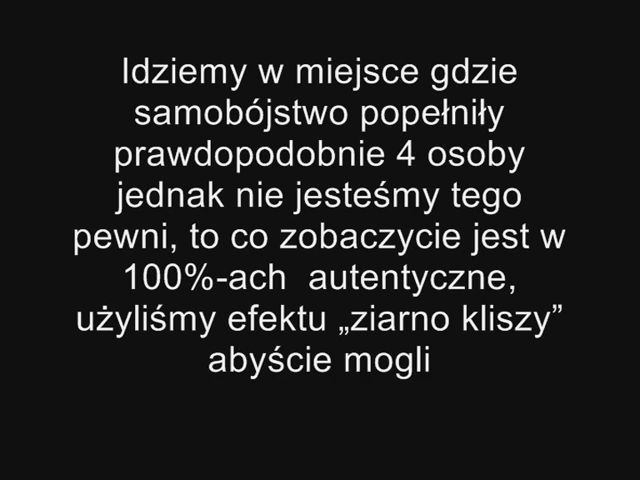 Idziemy w miejsce gdzie
samobójstwo popełniły
prawdopodobnie 4 osoby
jednak nie jesteśmy tego
pewni, to co zobaczycie jest w
100%-ach  autentyczne,
użyliśmy efektu „ziarno kliszy”
abyście mogli